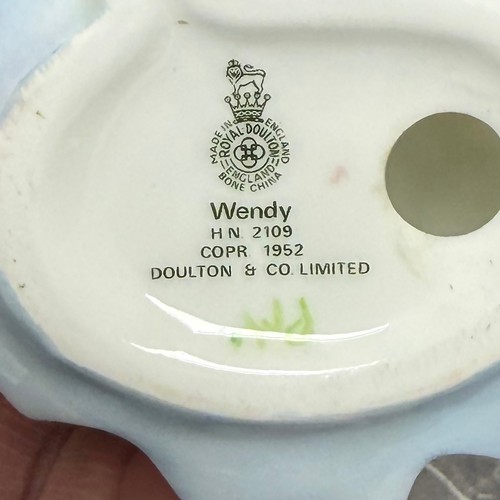 MADE IN ENGLAND
ROYAL DOULTON
ENGLAND
BONE CHINA
Wendy
H N 2109
COPR 1952
DOULTON & CO. LIMITED